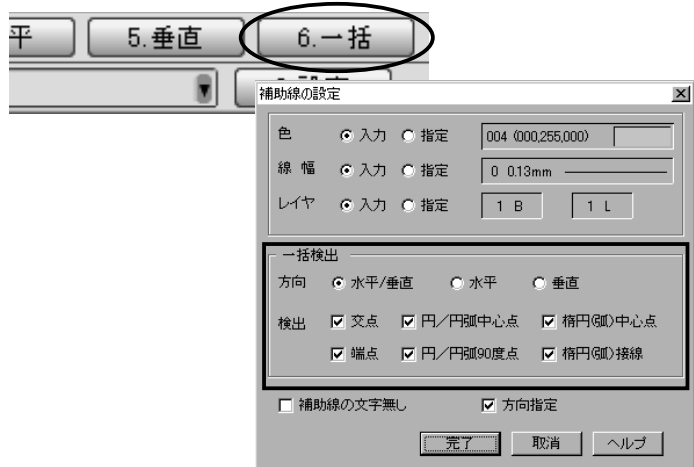 平 5.垂直 6.一括
補助線の設定
色 入力 指定 004 (000,255,000)
線 幅 入力 指定 0 0.13mm
レイヤ 入力 指定 1 B 1 L
一括検出
方向 水平/垂直 水平 垂直
検出 交点 円/円弧中心点 楕円(弧)中心点
端点 円/円弧90度点 楕円(弧)接線
補助線の文字無し 方向指定
完了 取消 ヘルプ